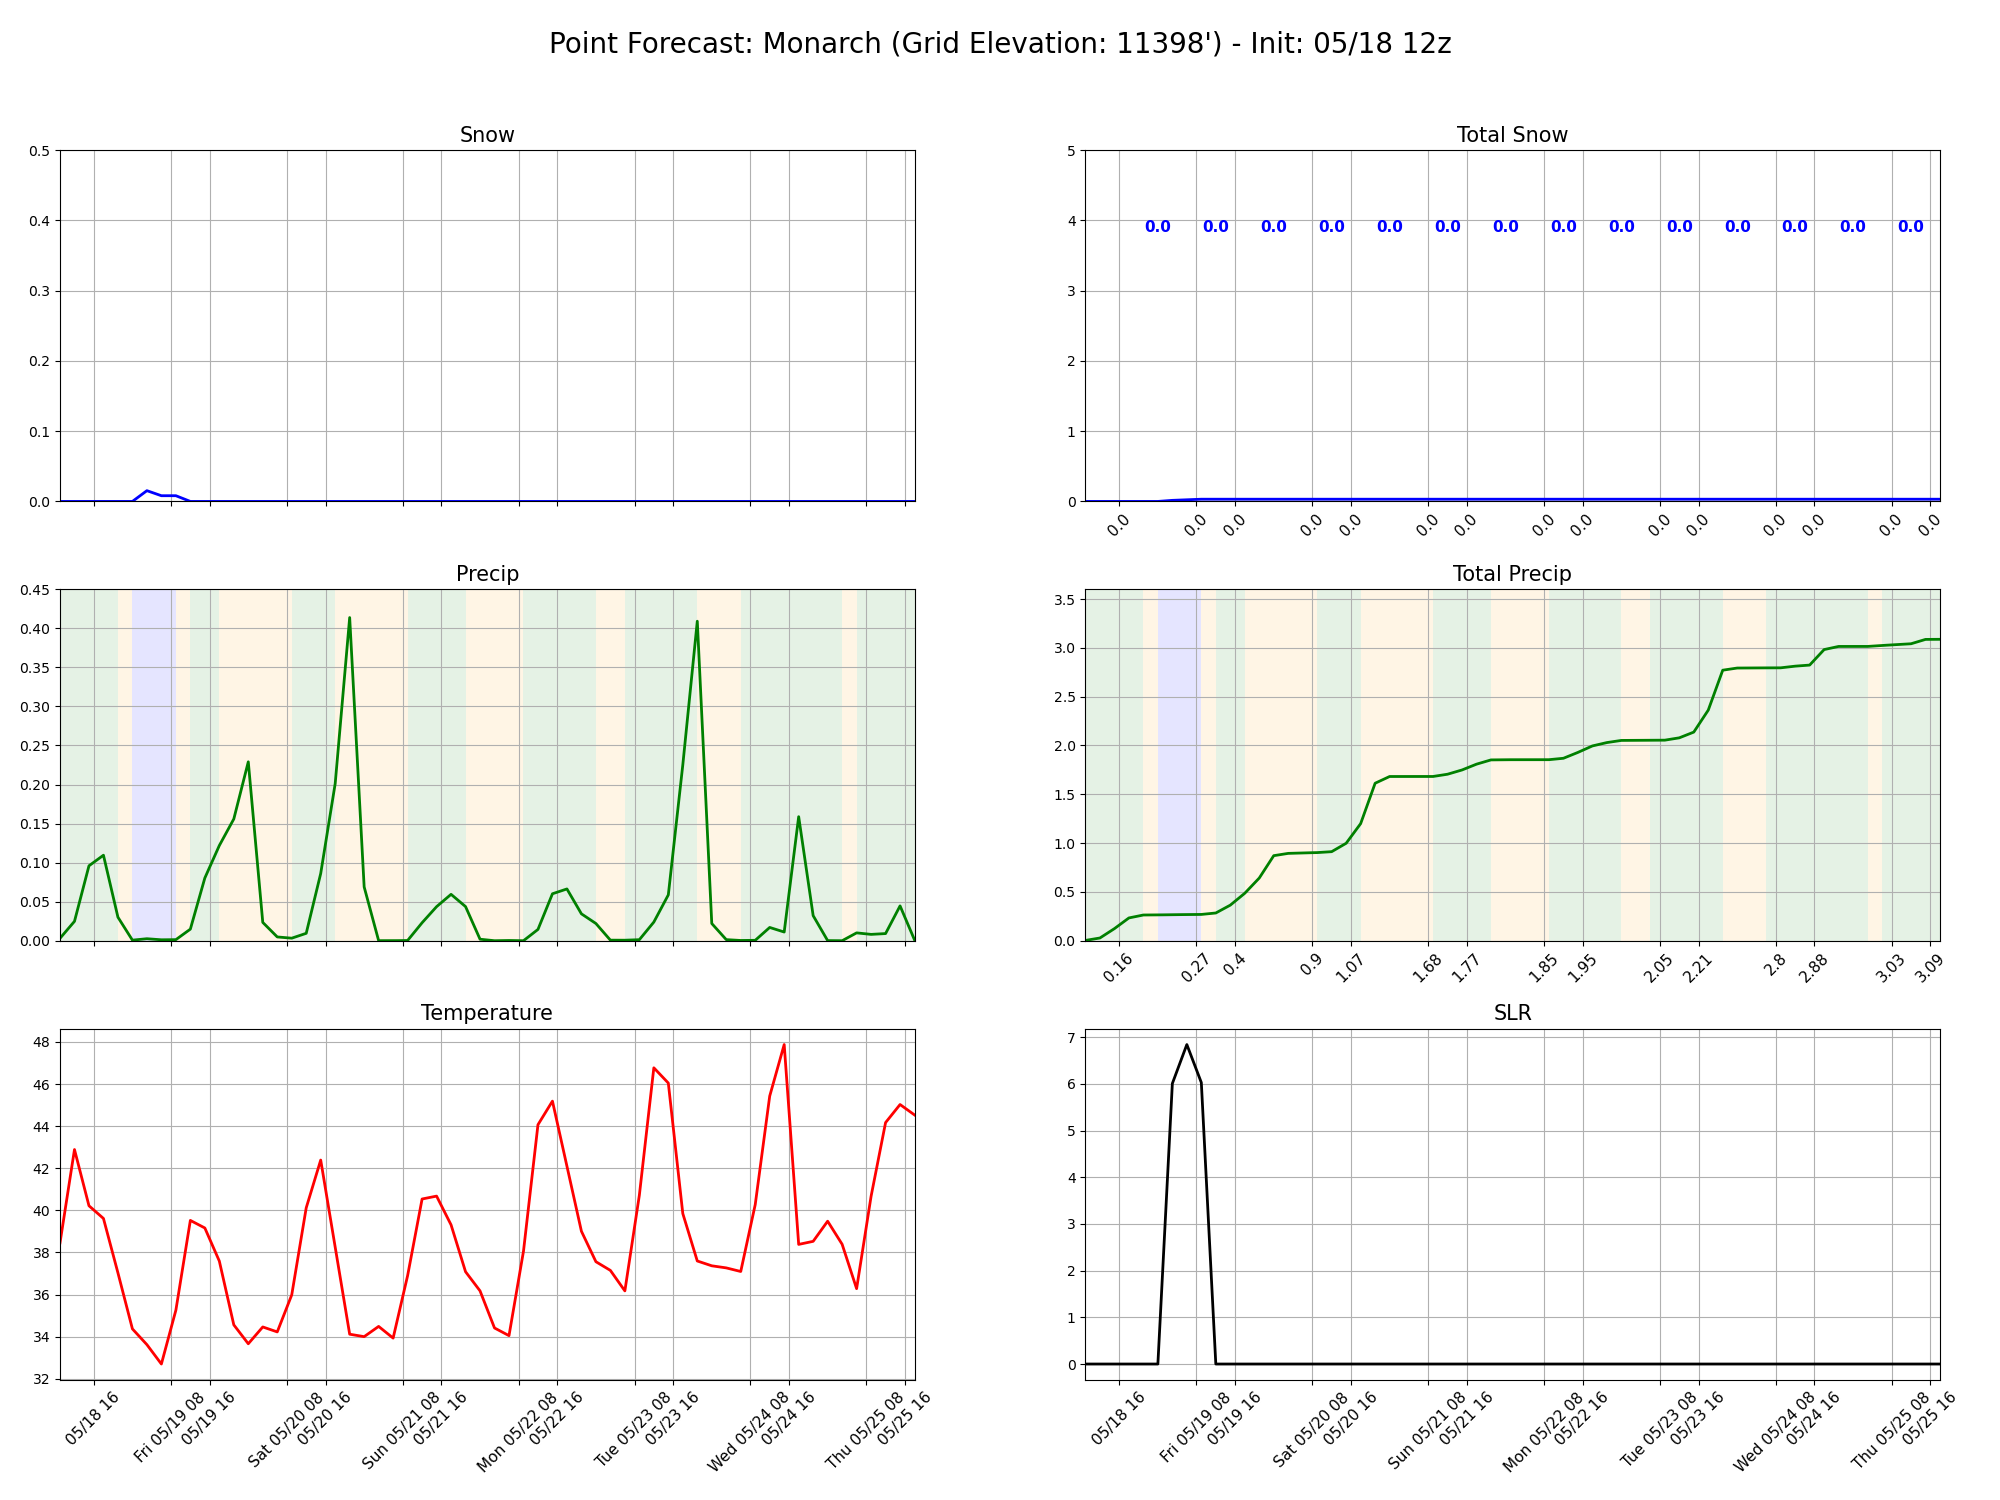 Point Forecast: Monarch (Grid Elevation: 11398') - Init: 05/18 12z
Snow
0.5
0.4
0.3
0.2
0.1
0.0
Total Snow
5
4
3
2
1
0
0.0 0.0 0.0 0.0 0.0 0.0 0.0 0.0 0.0 0.0 0.0 0.0 0.0 0.0
0.0 0.0 0.0 0.0 0.0 0.0 0.0 0.0 0.0 0.0 0.0 0.0 0.0 0.0 0.0
Precip
0.45
0.40
0.35
0.30
0.25
0.20
0.15
0.10
0.05
0.00
Total Precip
3.5
3.0
2.5
2.0
1.5
1.0
0.5
0.0
0.16 0.27 0.4 0.9 1.07 1.68 1.77 1.85 1.95 2.05 2.21 2.8 2.88 3.03 3.09
Temperature
48
46
44
42
40
38
36
34
32
05/18 16
Fri 05/19 08
05/19 16
Sat 05/20 08
05/20 16
Sun 05/21 08
05/21 16
Mon 05/22 08
05/22 16
Tue 05/23 08
05/23 16
Wed 05/24 08
05/24 16
Thu 05/25 08
05/25 16
SLR
7
6
5
4
3
2
1
0
05/18 16
Fri 05/19 08
05/19 16
Sat 05/20 08
05/20 16
Sun 05/21 08
05/21 16
Mon 05/22 08
05/22 16
Tue 05/23 08
05/23 16
Wed 05/24 08
05/24 16
Thu 05/25 08
05/25 16